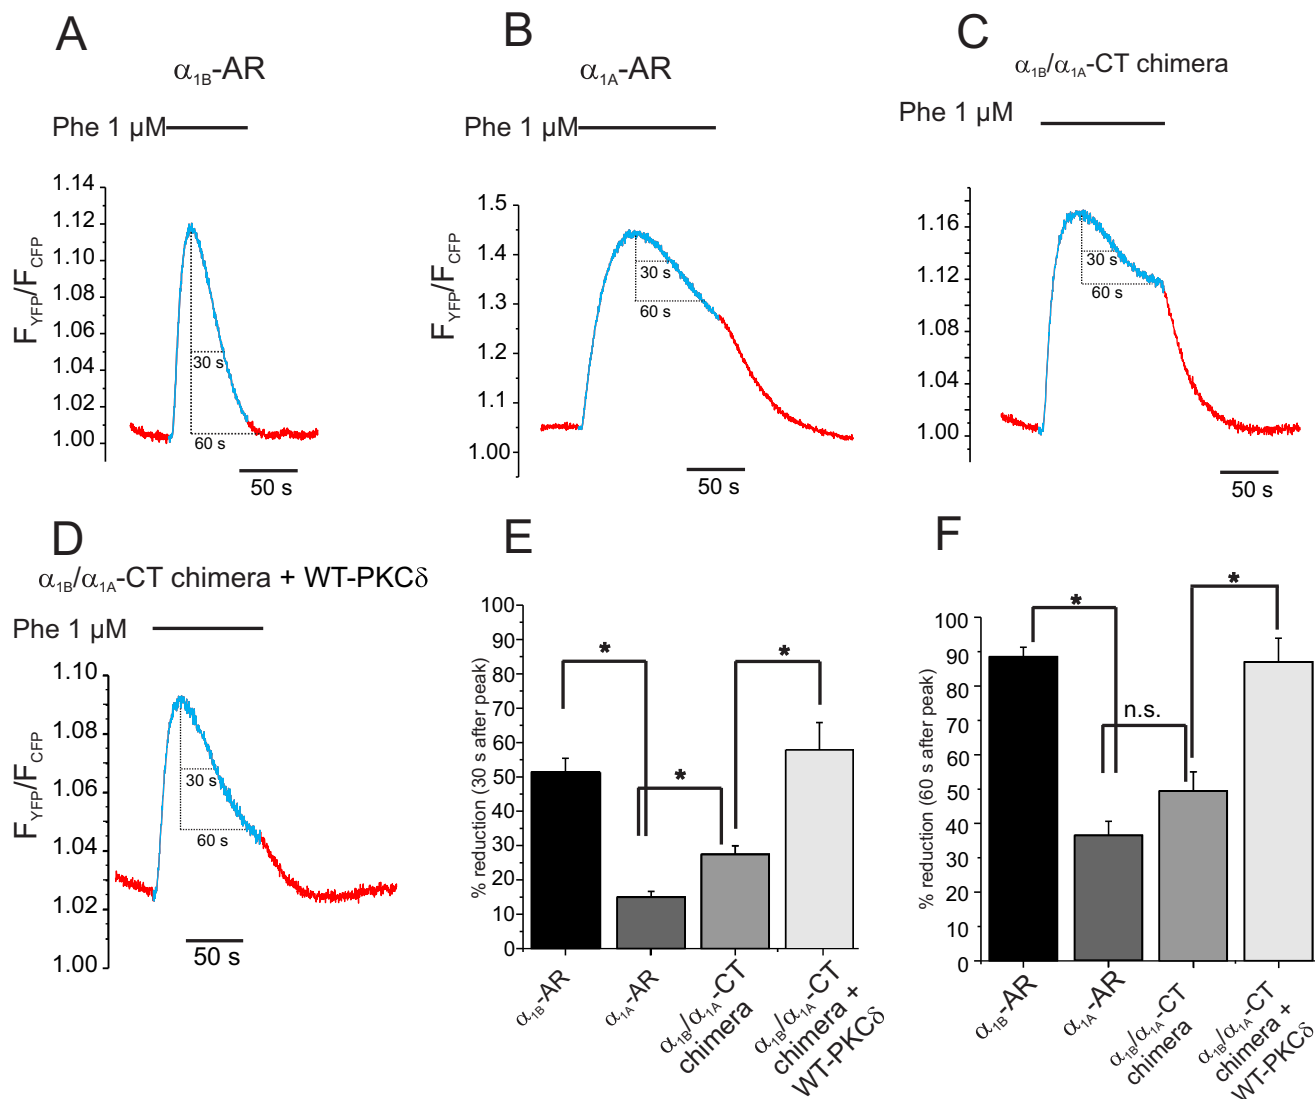 A
α1B-AR
Phe 1 µM
FYFP/FCFP
1.14
1.12
1.10
1.08
1.06
1.04
1.02
1.00
30 s
60 s
50 s
B
α1A-AR
Phe 1 µM
FYFP/FCFP
1.5
1.4
1.3
1.2
1.1
1.00
30 s
60 s
50 s
C
α1B/α1A-CT chimera
Phe 1 µM
1.16
1.12
1.08
1.04
1.00
30 s
60 s
50 s
D
α1B/α1A-CT chimera + WT-PKCδ
Phe 1 µM
FYFP/FCFP
1.10
1.08
1.06
1.04
1.02
1.00
30 s
60 s
50 s
E
% reduction (30 s after peak)
100
90
80
70
60
50
40
30
20
10
0
*
*
*
α1B-AR
α1A-AR
α1B/α1A-CT
chimera
α1B/α1A-CT
chimera +
WT-PKCδ
F
% reduction (60 s after peak)
100
90
80
70
60
50
40
30
20
10
0
*
n.s.
*
α1B-AR
α1A-AR
α1B/α1A-CT
chimera
α1B/α1A-CT
chimera +
WT-PKCδ